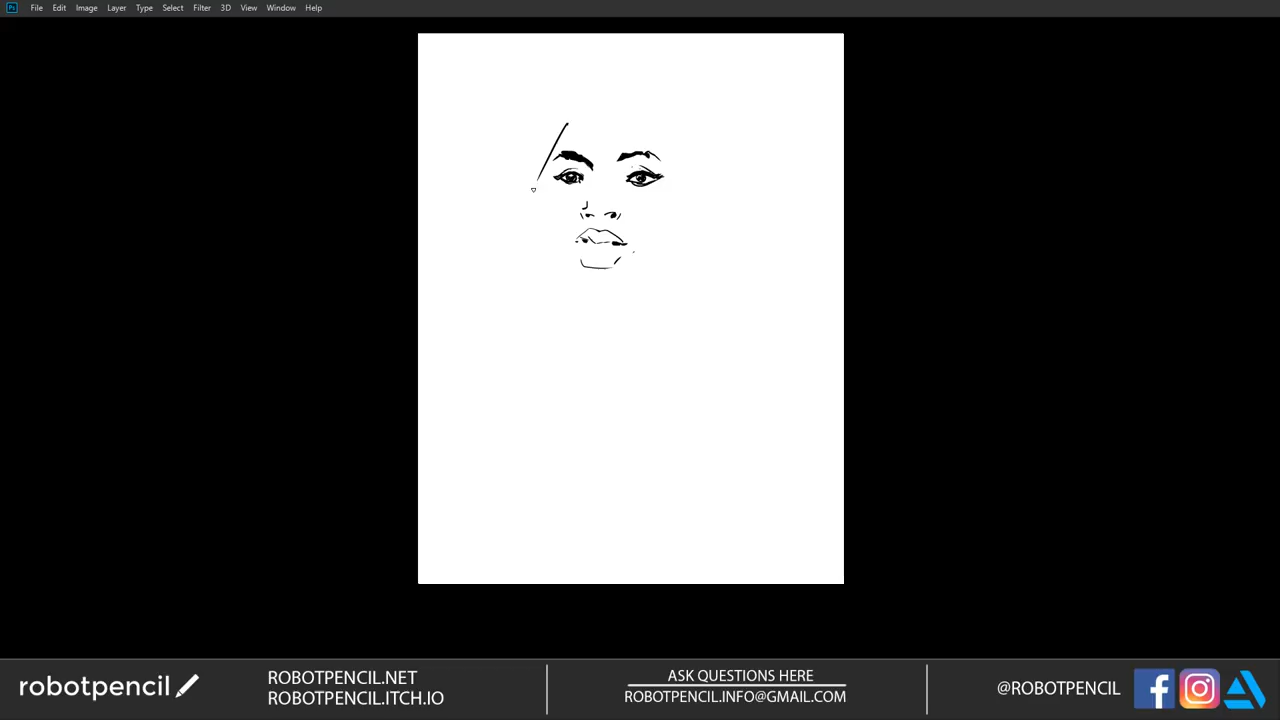 Ps File Edit Image Layer Type Select Filter 3D View Window Help
robotpencil
ROBOTPENCIL.NET
ROBOTPENCIL.ITCH.IO
ASK QUESTIONS HERE
ROBOTPENCIL.INFO@GMAIL.COM
@ROBOTPENCIL